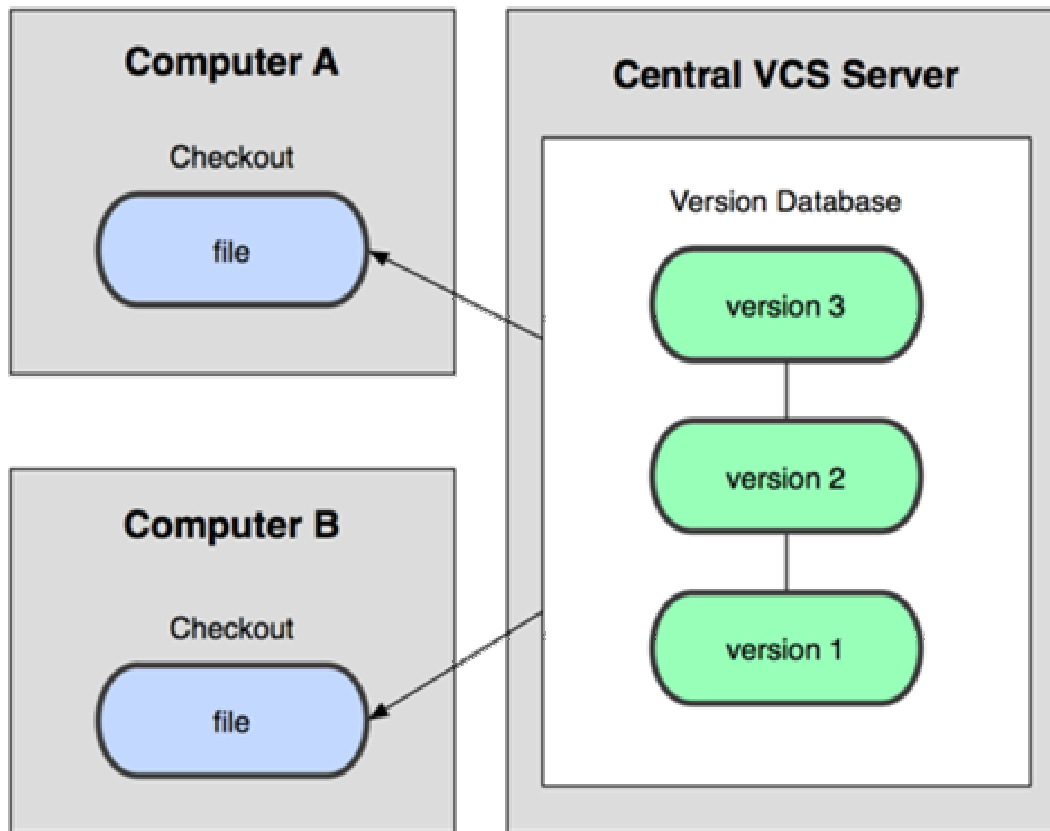 Computer A
Checkout
file
Computer B
Checkout
file
Central VCS Server
Version Database
version 3
version 2
version 1